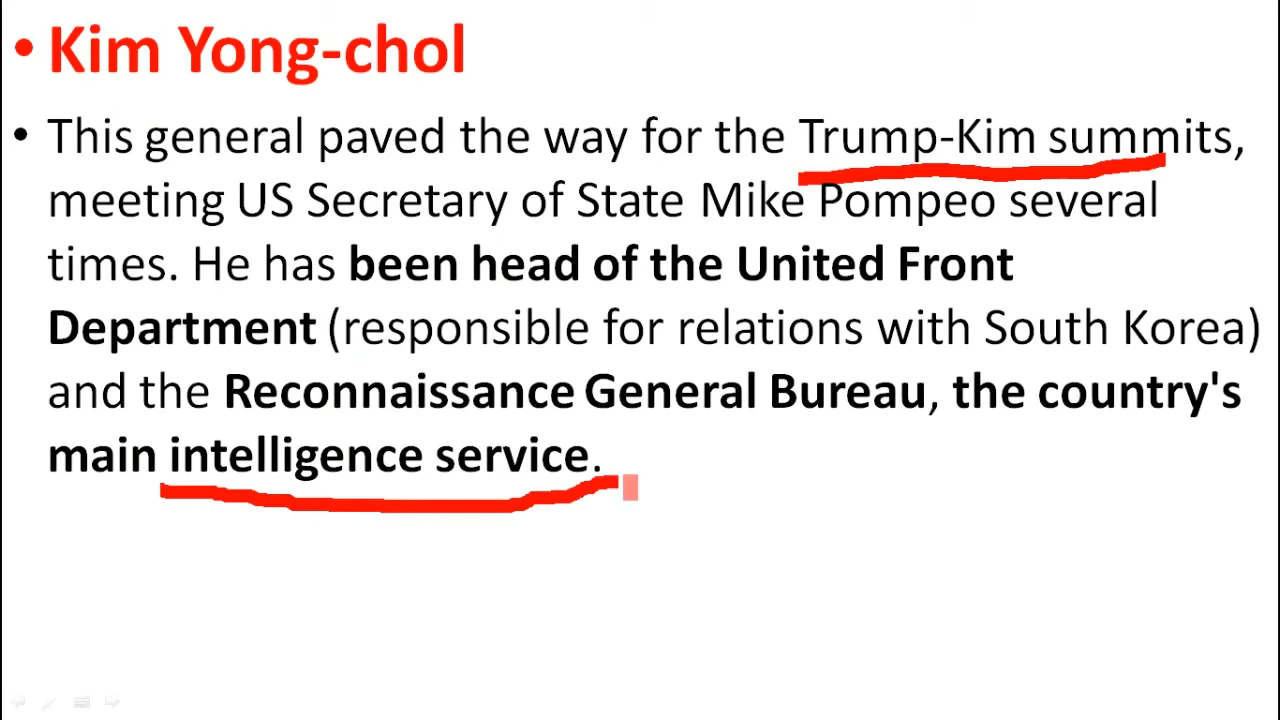 • Kim Yong-chol
• This general paved the way for the Trump-Kim summits,
meeting US Secretary of State Mike Pompeo several
times. He has been head of the United Front
Department (responsible for relations with South Korea)
and the Reconnaissance General Bureau, the country's
main intelligence service.